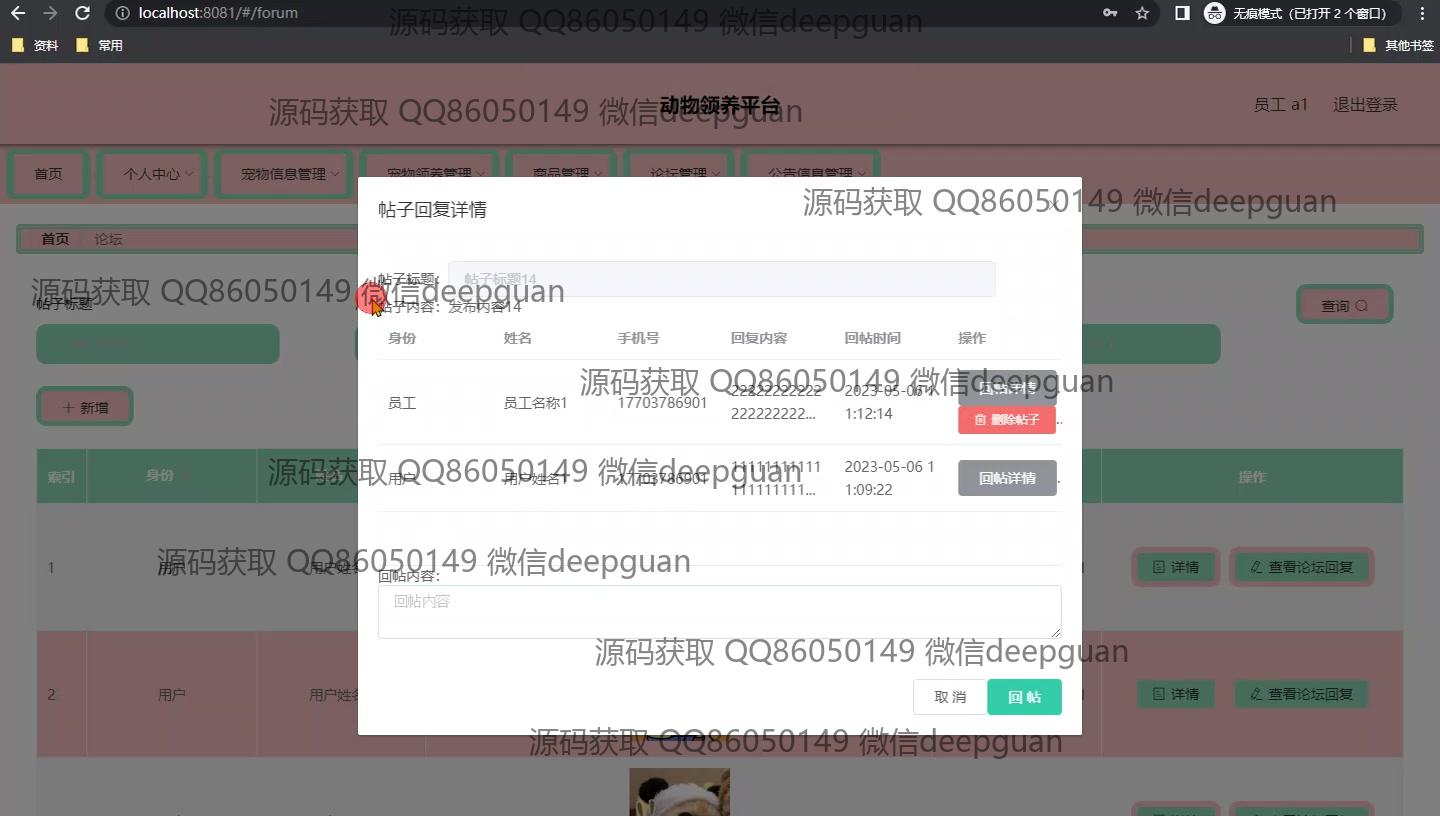 localhost:8081/#/forum
无痕模式（已打开 2 个窗口）
资料
常用
其他书签
源码获取 QQ86050149 微信deepguan
动物领养平台
员工 a1
退出登录
源码获取 QQ86050149 微信deepguan
首页
个人中心
宠物信息管理
宠物领养管理
商品管理
论坛管理
公告信息管理
帖子回复详情
源码获取 QQ86050149 微信deepguan
首页
论坛
帖子标题:
帖子标题14
源码获取 QQ86050149 微信deepguan
帖子标题
帖子内容:
发布内容14
查询
身份
姓名
手机号
回复内容
回帖时间
操作
源码获取 QQ86050149 微信deepguan
员工
员工名称1
17703786901
22222222222
222222222...
2023-05-06 1
1:12:14
回帖详情
删除帖子
新增
源码获取 QQ86050149 微信deepguan
用户
用户姓名1
17703786901
11111111111
111111111...
2023-05-06 1
1:09:22
回帖详情
索引
身份
操作
源码获取 QQ86050149 微信deepguan
1
用户
用户姓名
详情
查看论坛回复
回帖内容:
回帖内容
源码获取 QQ86050149 微信deepguan
2
用户
用户姓名
详情
查看论坛回复
取 消
回 帖
源码获取 QQ86050149 微信deepguan